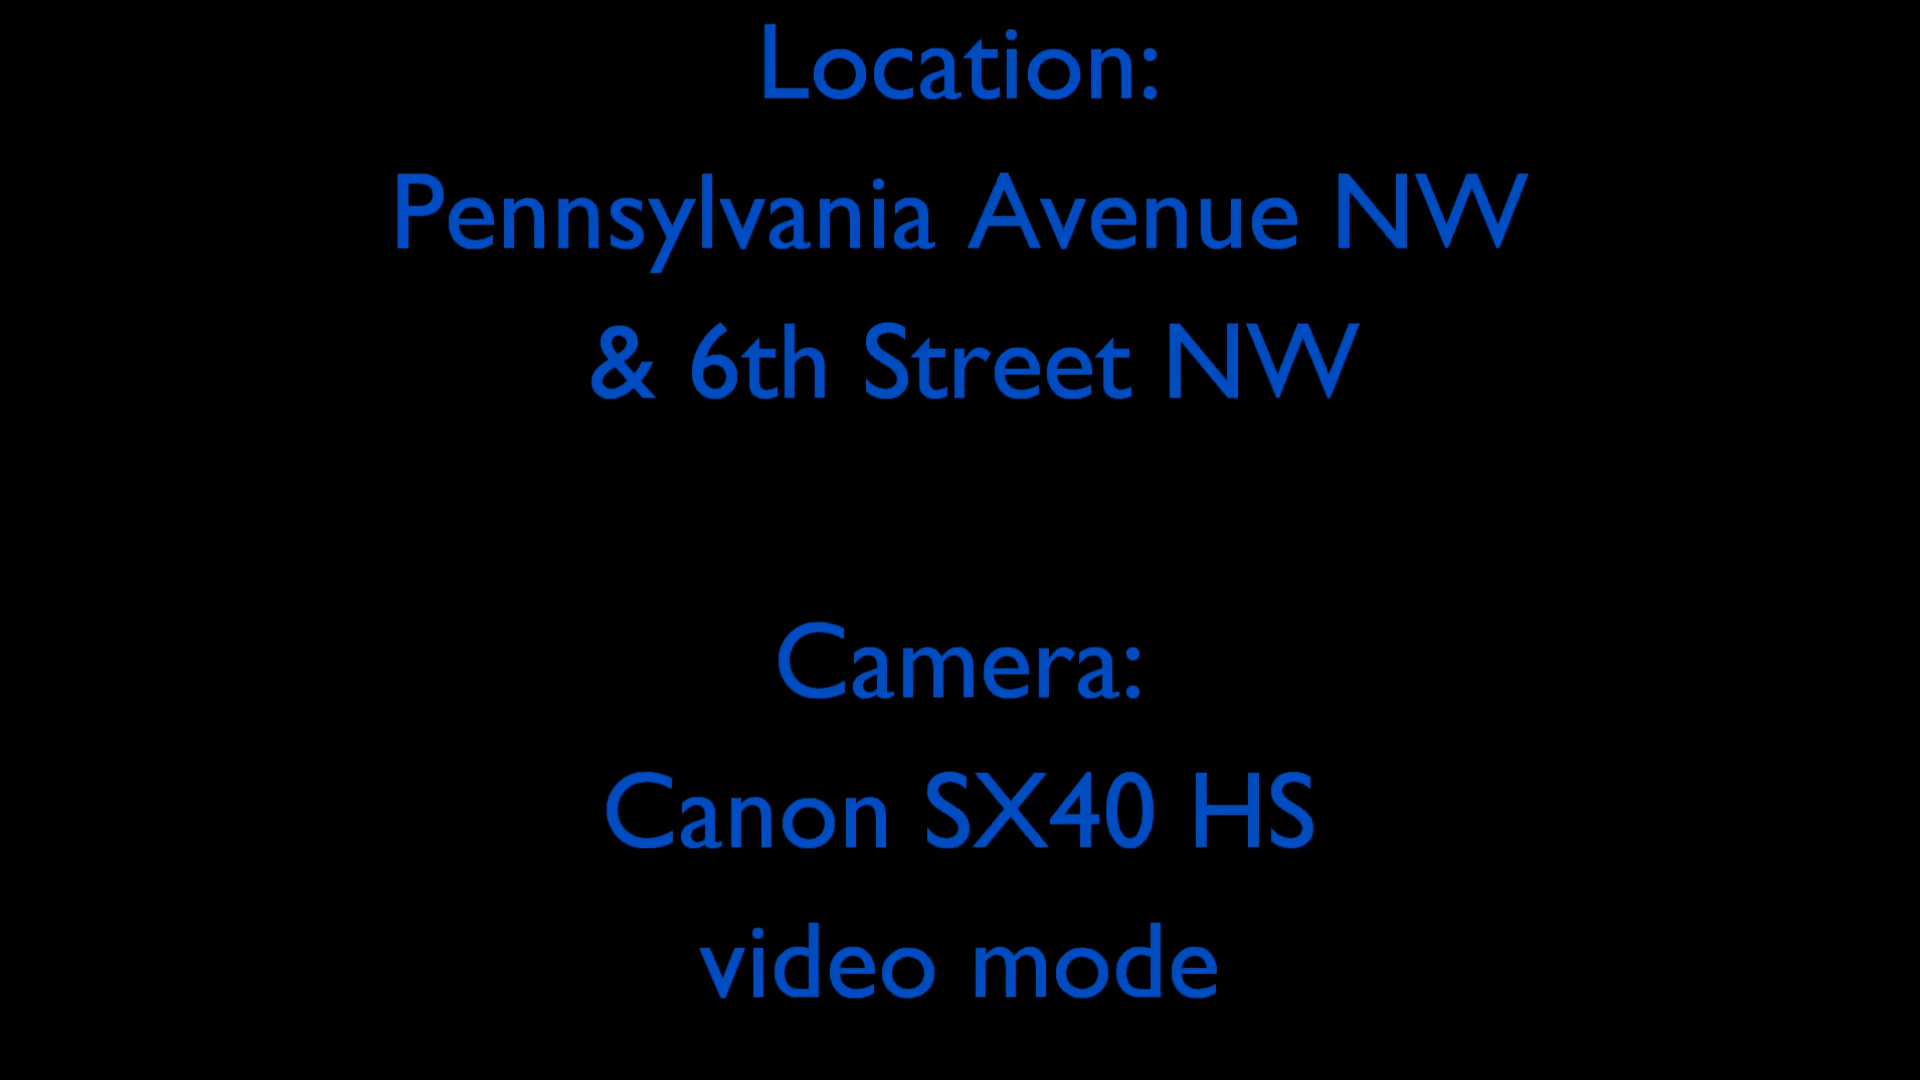 Location:
Pennsylvania Avenue NW
& 6th Street NW
Camera:
Canon SX40 HS
video mode